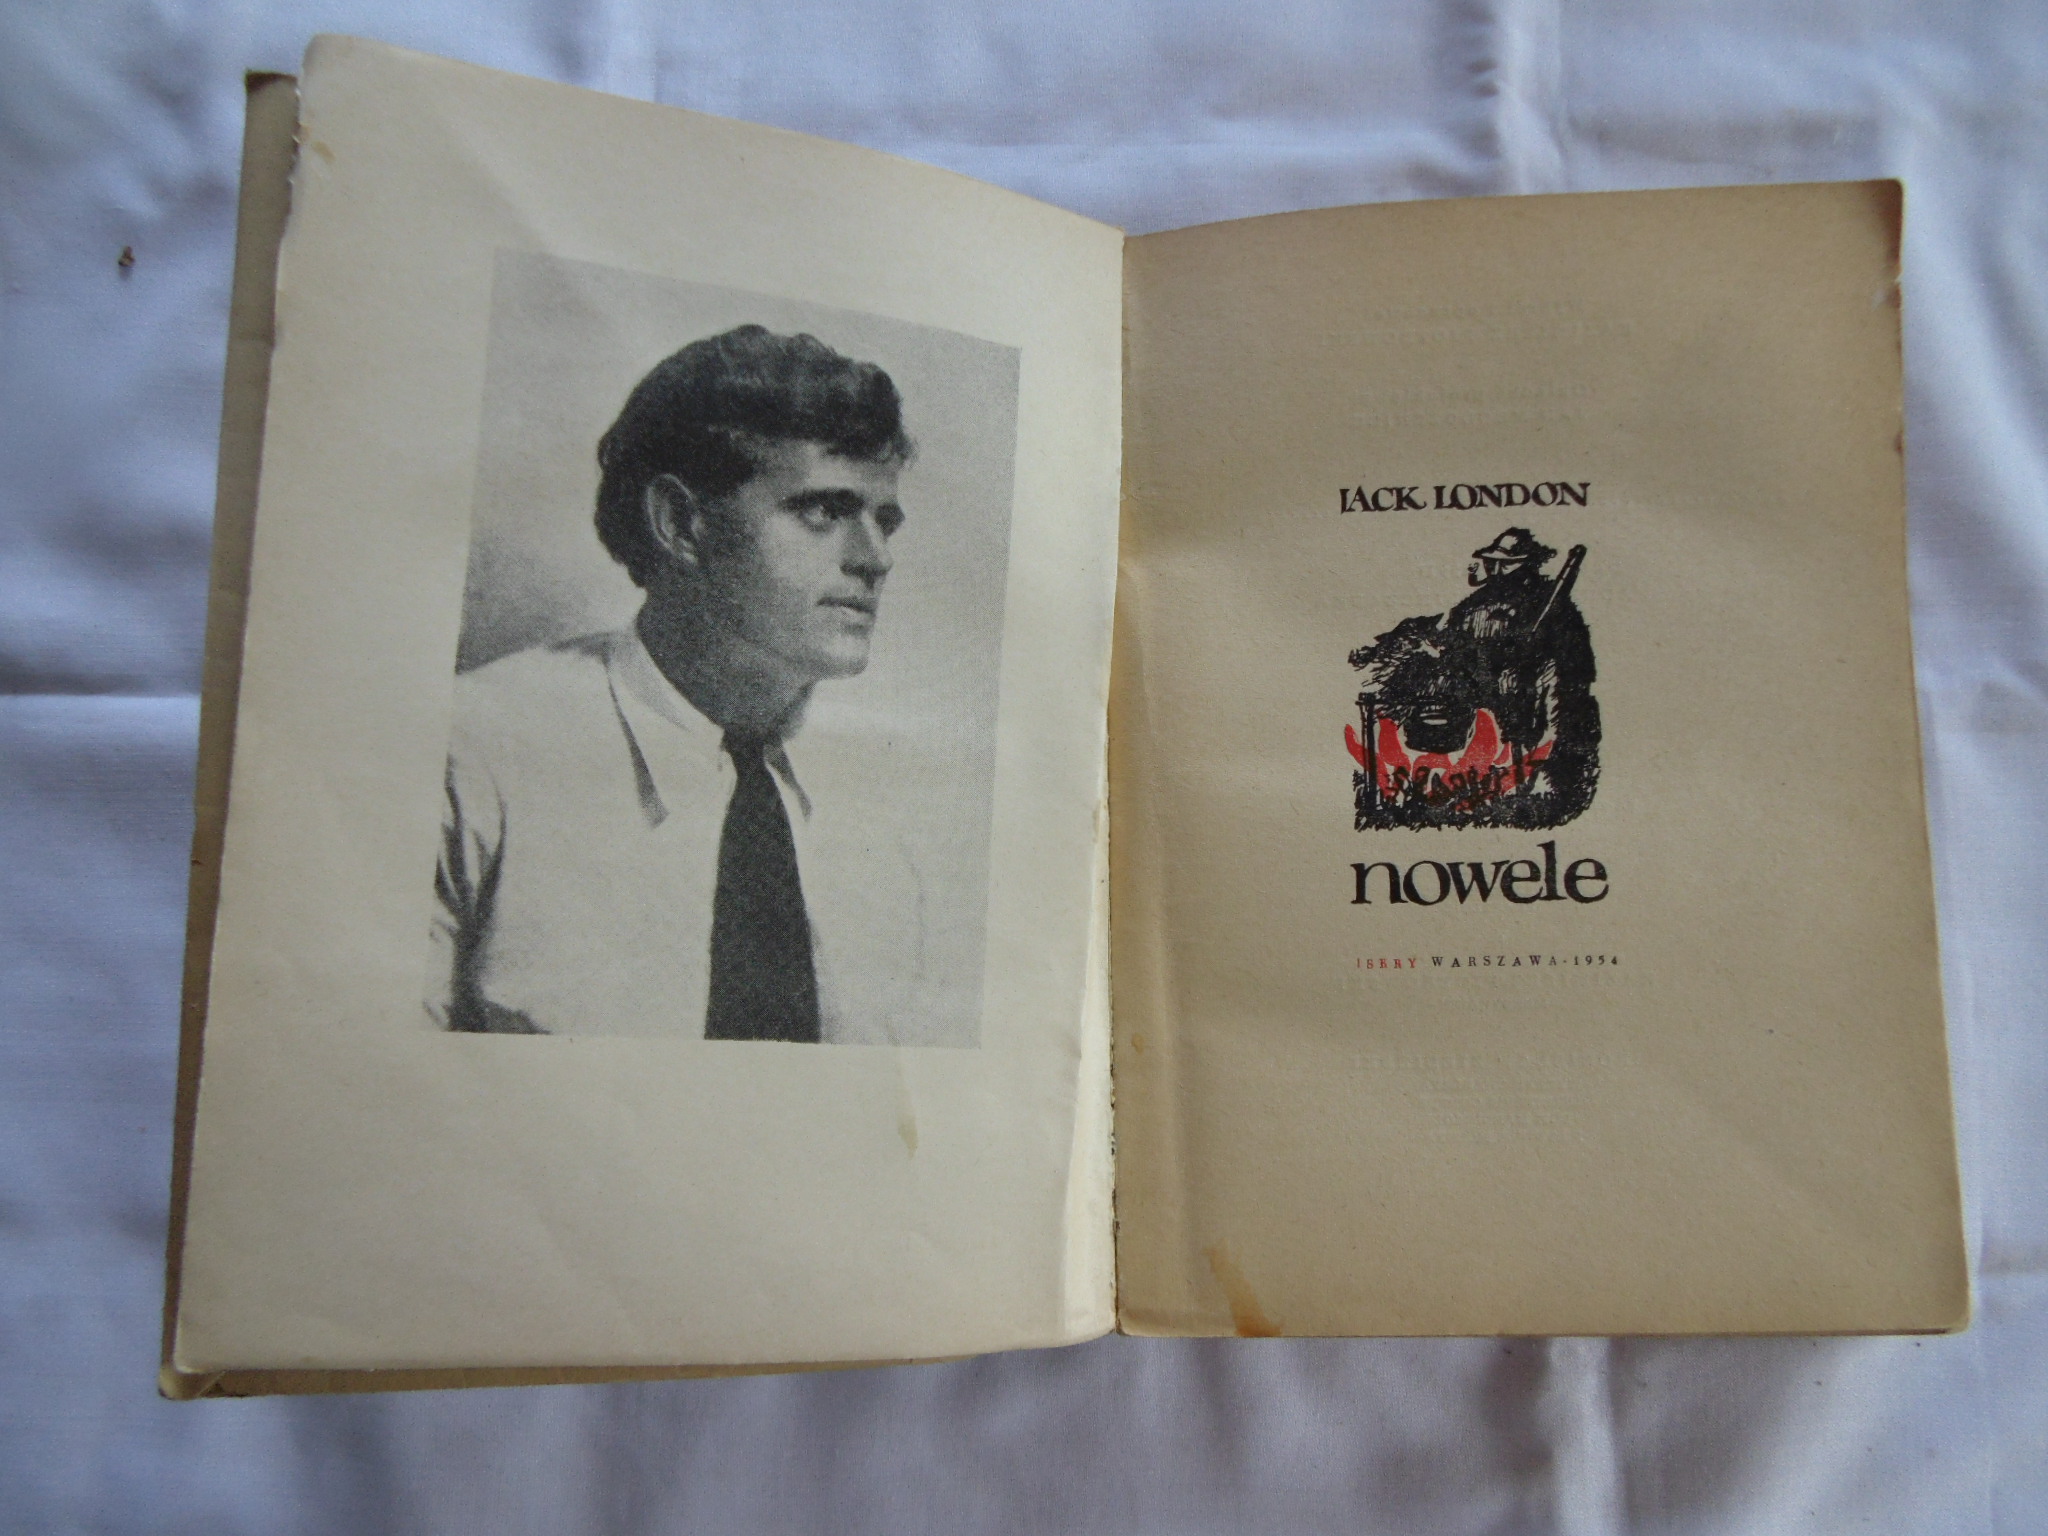 JACK LONDON
nowele
ISKRY WARSZAWA · 1954